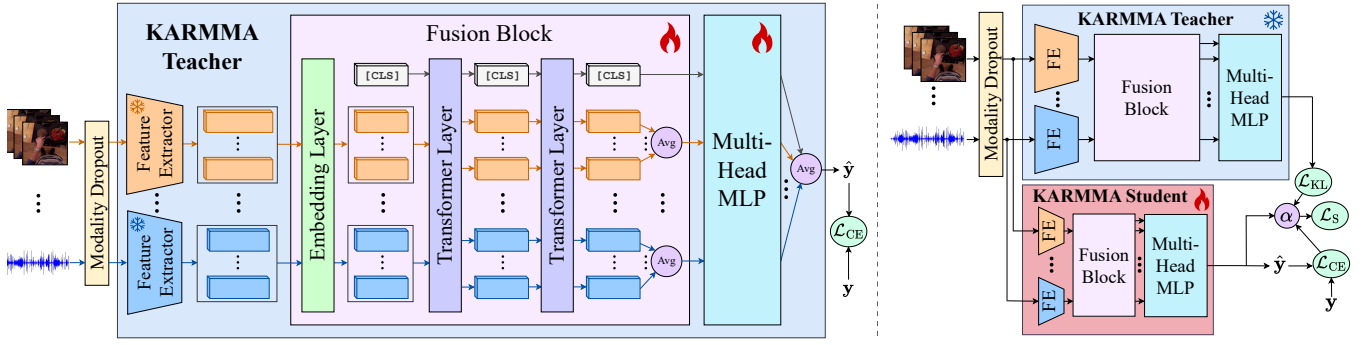 KARMMA
Teacher
Fusion Block
Modality Dropout
Feature
Extractor
Feature
Extractor
Embedding Layer
[CLS]
Transformer Layer
[CLS]
Transformer Layer
[CLS]
Avg
Avg
Multi-
Head
MLP
Avg
ŷ
ℒCE
y
Modality Dropout
KARMMA Teacher
FE
FE
Fusion
Block
Multi-
Head
MLP
ℒKL
KARMMA Student
FE
FE
Fusion
Block
Multi-
Head
MLP
α
ℒS
ŷ
ℒCE
y